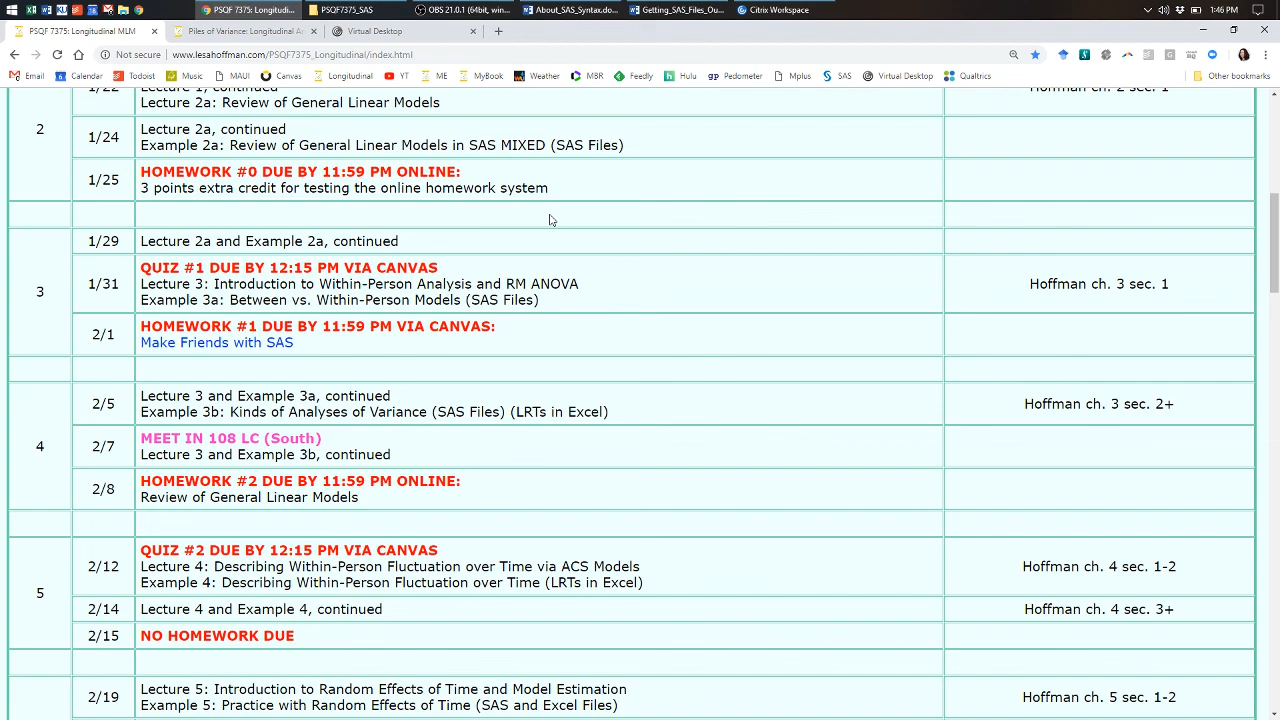 PSQF 7375: Longitudi...
PSQF7375_SAS
OBS 21.0.1 (64bit, win...
About_SAS_Syntax.do...
Getting_SAS_Files_Ou...
Citrix Workspace
1:46 PM
PSQF 7375: Longitudinal MLM
Piles of Variance: Longitudinal A
Virtual Desktop
Not secure
www.lesahoffman.com/PSQF7375_Longitudinal/index.html
Email
Calendar
Todoist
Music
MAUI
Canvas
Longitudinal
YT
ME
MyBook
Weather
MBR
Feedly
Hulu
Pedometer
Mplus
SAS
Virtual Desktop
Qualtrics
Other bookmarks
2
1/22
Lecture 1, continued
Lecture 2a: Review of General Linear Models
Hoffman ch. 2 sec. 1
1/24
Lecture 2a, continued
Example 2a: Review of General Linear Models in SAS MIXED (SAS Files)
1/25
HOMEWORK #0 DUE BY 11:59 PM ONLINE:
3 points extra credit for testing the online homework system
3
1/29
Lecture 2a and Example 2a, continued
1/31
QUIZ #1 DUE BY 12:15 PM VIA CANVAS
Lecture 3: Introduction to Within-Person Analysis and RM ANOVA
Example 3a: Between vs. Within-Person Models (SAS Files)
Hoffman ch. 3 sec. 1
2/1
HOMEWORK #1 DUE BY 11:59 PM VIA CANVAS:
Make Friends with SAS
4
2/5
Lecture 3 and Example 3a, continued
Example 3b: Kinds of Analyses of Variance (SAS Files) (LRTs in Excel)
Hoffman ch. 3 sec. 2+
2/7
MEET IN 108 LC (South)
Lecture 3 and Example 3b, continued
2/8
HOMEWORK #2 DUE BY 11:59 PM ONLINE:
Review of General Linear Models
5
2/12
QUIZ #2 DUE BY 12:15 PM VIA CANVAS
Lecture 4: Describing Within-Person Fluctuation over Time via ACS Models
Example 4: Describing Within-Person Fluctuation over Time (LRTs in Excel)
Hoffman ch. 4 sec. 1-2
2/14
Lecture 4 and Example 4, continued
Hoffman ch. 4 sec. 3+
2/15
NO HOMEWORK DUE
2/19
Lecture 5: Introduction to Random Effects of Time and Model Estimation
Example 5: Practice with Random Effects of Time (SAS and Excel Files)
Hoffman ch. 5 sec. 1-2